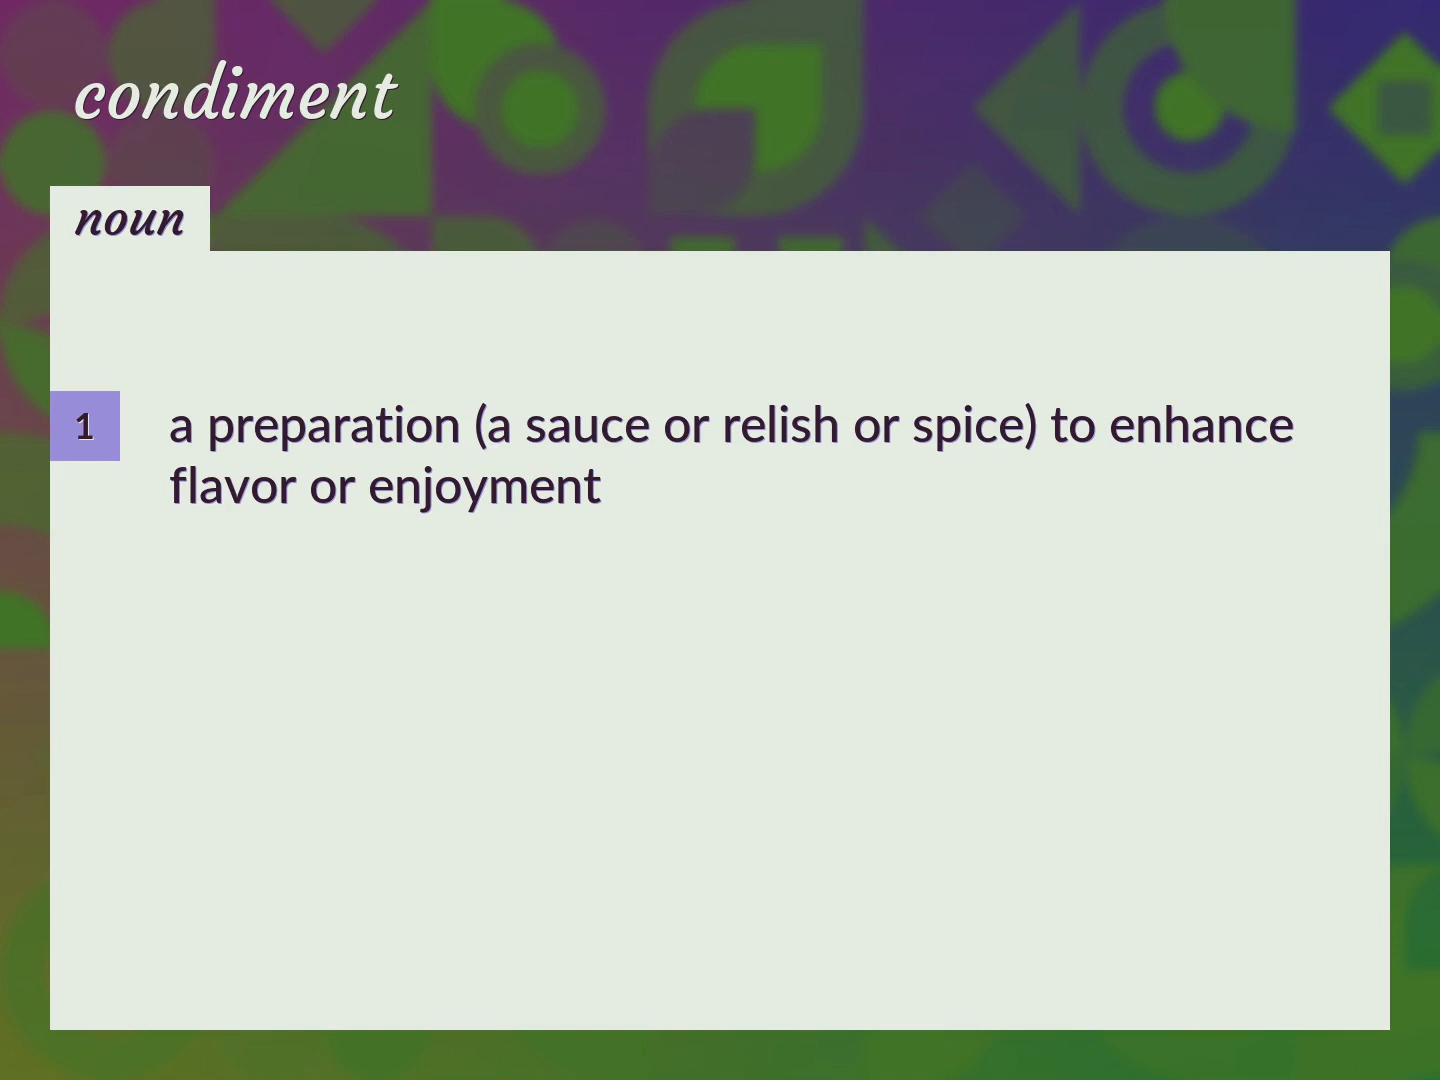 condiment
noun
1
a preparation (a sauce or relish or spice) to enhance
flavor or enjoyment